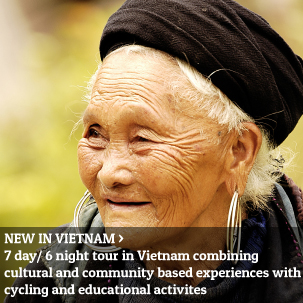 NEW IN VIETNAM >
7 day/ 6 night tour in Vietnam combining
cultural and community based experiences with
cycling and educational activites